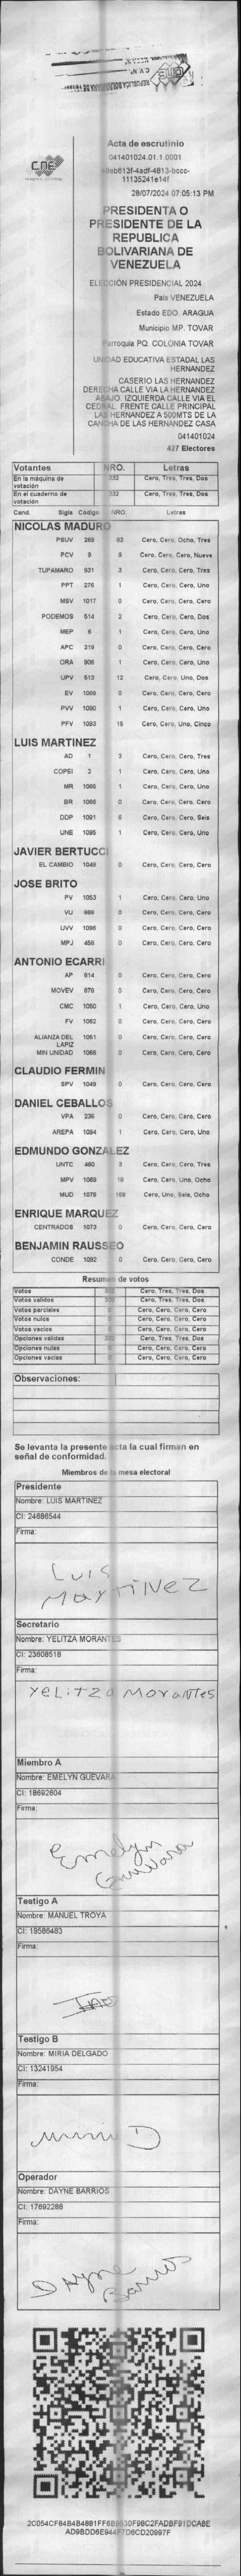 CNE
Acta de escrutinio
041401024.01.1.0001
11135241e14f
28/07/2024 07:05:13 PM
PRESIDENTA O
PRESIDENTE DE LA
REPUBLICA
BOLIVARIANA DE
VENEZUELA
ELECCIÓN PRESIDENCIAL 2024
País VENEZUELA
Estado EDO. ARAGUA
Municipio MP. TOVAR
Parroquia PQ. COLONIA TOVAR
UNIDAD EDUCATIVA ESTADAL LAS
HERNANDEZ
CASERIO LAS HERNANDEZ
DERECHA CALLE VIA LA HERNANDEZ
ABAJO. IZQUIERDA CALLE VIA EL
CEDRAL. FRENTE CALLE PRINCIPAL
LAS HERNANDEZ A 500MTS DE LA
CANCHA DE LAS HERNANDEZ CASA
041401024
427 Electores
Votantes NRO. Letras
En la máquina de votación 332 Cero, Tres, Tres, Dos
En el cuaderno de votación 332 Cero, Tres, Tres, Dos
Cand. Sigla Código NRO. Letras
NICOLAS MADURO
PSUV 269 83 Cero, Cero, Ocho, Tres
PCV 9 9 Cero, Cero, Cero, Nueve
TUPAMARO 931 3 Cero, Cero, Cero, Tres
PPT 276 1 Cero, Cero, Cero, Uno
MSV 1017 0 Cero, Cero, Cero, Cero
PODEMOS 514 2 Cero, Cero, Cero, Dos
MEP 6 1 Cero, Cero, Cero, Uno
APC 219 0 Cero, Cero, Cero, Cero
ORA 906 1 Cero, Cero, Cero, Uno
UPV 613 12 Cero, Cero, Uno, Dos
EV 1089 0 Cero, Cero, Cero, Cero
PVV 1090 1 Cero, Cero, Cero, Uno
PFV 1093 15 Cero, Cero, Uno, Cinco
LUIS MARTINEZ
AD 1 3 Cero, Cero, Cero, Tres
COPEI 2 1 Cero, Cero, Cero, Uno
MR 1065 1 Cero, Cero, Cero, Uno
BR 1066 0 Cero, Cero, Cero, Cero
DDP 1091 6 Cero, Cero, Cero, Seis
UNE 1095 1 Cero, Cero, Cero, Uno
JAVIER BERTUCCI
EL CAMBIO 1048 0 Cero, Cero, Cero, Cero
JOSE BRITO
PV 1053 1 Cero, Cero, Cero, Uno
VU 0 Cero, Cero, Cero, Cero
UVV 1096 0 Cero, Cero, Cero, Cero
MPJ 458 0 Cero, Cero, Cero, Cero
ANTONIO ECARRI
AP 614 0 Cero, Cero, Cero, Cero
MOVEV 878 0 Cero, Cero, Cero, Cero
CMC 1050 1 Cero, Cero, Cero, Uno
FV 1062 0 Cero, Cero, Cero, Cero
ALIANZA DEL LAPIZ 1051 0 Cero, Cero, Cero, Cero
MIN UNIDAD 1068 0 Cero, Cero, Cero, Cero
CLAUDIO FERMIN
SPV 1049 0 Cero, Cero, Cero, Cero
DANIEL CEBALLOS
VPA 236 0 Cero, Cero, Cero, Cero
AREPA 1094 1 Cero, Cero, Cero, Uno
EDMUNDO GONZALEZ
UNTC 460 3 Cero, Cero, Cero, Tres
MPV 1069 18 Cero, Cero, Uno, Ocho
MUD 1075 168 Cero, Uno, Seis, Ocho
ENRIQUE MARQUEZ
CENTRADOS 1073 0 Cero, Cero, Cero, Cero
BENJAMIN RAUSSEO
CONDE 1092 0 Cero, Cero, Cero, Cero
Resumen de votos
Votos 332 Cero, Tres, Tres, Dos
Votos validos 332 Cero, Tres, Tres, Dos
Votos parciales 0 Cero, Cero, Cero, Cero
Votos nulos 0 Cero, Cero, Cero, Cero
Votos vacios 0 Cero, Cero, Cero, Cero
Opciones validas 332 Cero, Tres, Tres, Dos
Opciones nulas 0 Cero, Cero, Cero, Cero
Opciones vacias 0 Cero, Cero, Cero, Cero
Observaciones:
Se levanta la presente acta la cual firman en
señal de conformidad.
Miembros de la mesa electoral
Presidente
Nombre: LUIS MARTINEZ
CI: 24686544
Firma:
Luis
MartiNez
Secretario
Nombre: YELITZA MORANTES
CI: 23608518
Firma:
YeLitza Morantes
Miembro A
Nombre: EMELYN GUEVARA
CI: 18692604
Firma:
Emelyn
Guevara
Testigo A
Nombre: MANUEL TROYA
CI: 19586483
Firma:
Testigo B
Nombre: MIRIA DELGADO
CI: 13241954
Firma:
Miria D
Operador
Nombre: DAYNE BARRIOS
CI: 17692288
Firma:
Dayne
Barrios